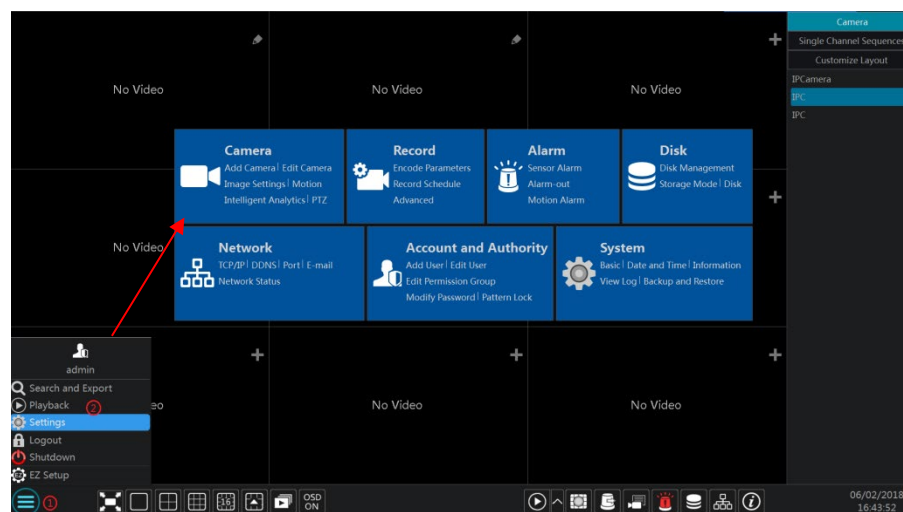 Camera
Single Channel Sequences
Customize Layout
IPCamera
IPC
IPC
No Video
No Video
No Video
Camera
Add Camera | Edit Camera
Image Settings | Motion
Intelligent Analytics | PTZ
Record
Encode Parameters
Record Schedule
Advanced
Alarm
Sensor Alarm
Alarm-out
Motion Alarm
Disk
Disk Management
Storage Mode | Disk
No Video
Network
TCP/IP | DDNS | Port | E-mail
Network Status
Account and Authority
Add User | Edit User
Edit Permission Group
Modify Password | Pattern Lock
System
Basic | Date and Time | Information
View Log | Backup and Restore
admin
Search and Export
Playback
2
Settings
Logout
Shutdown
EZ EZ Setup
eo
No Video
No Video
1
16
OSD
ON
06/02/2018
16:43:52